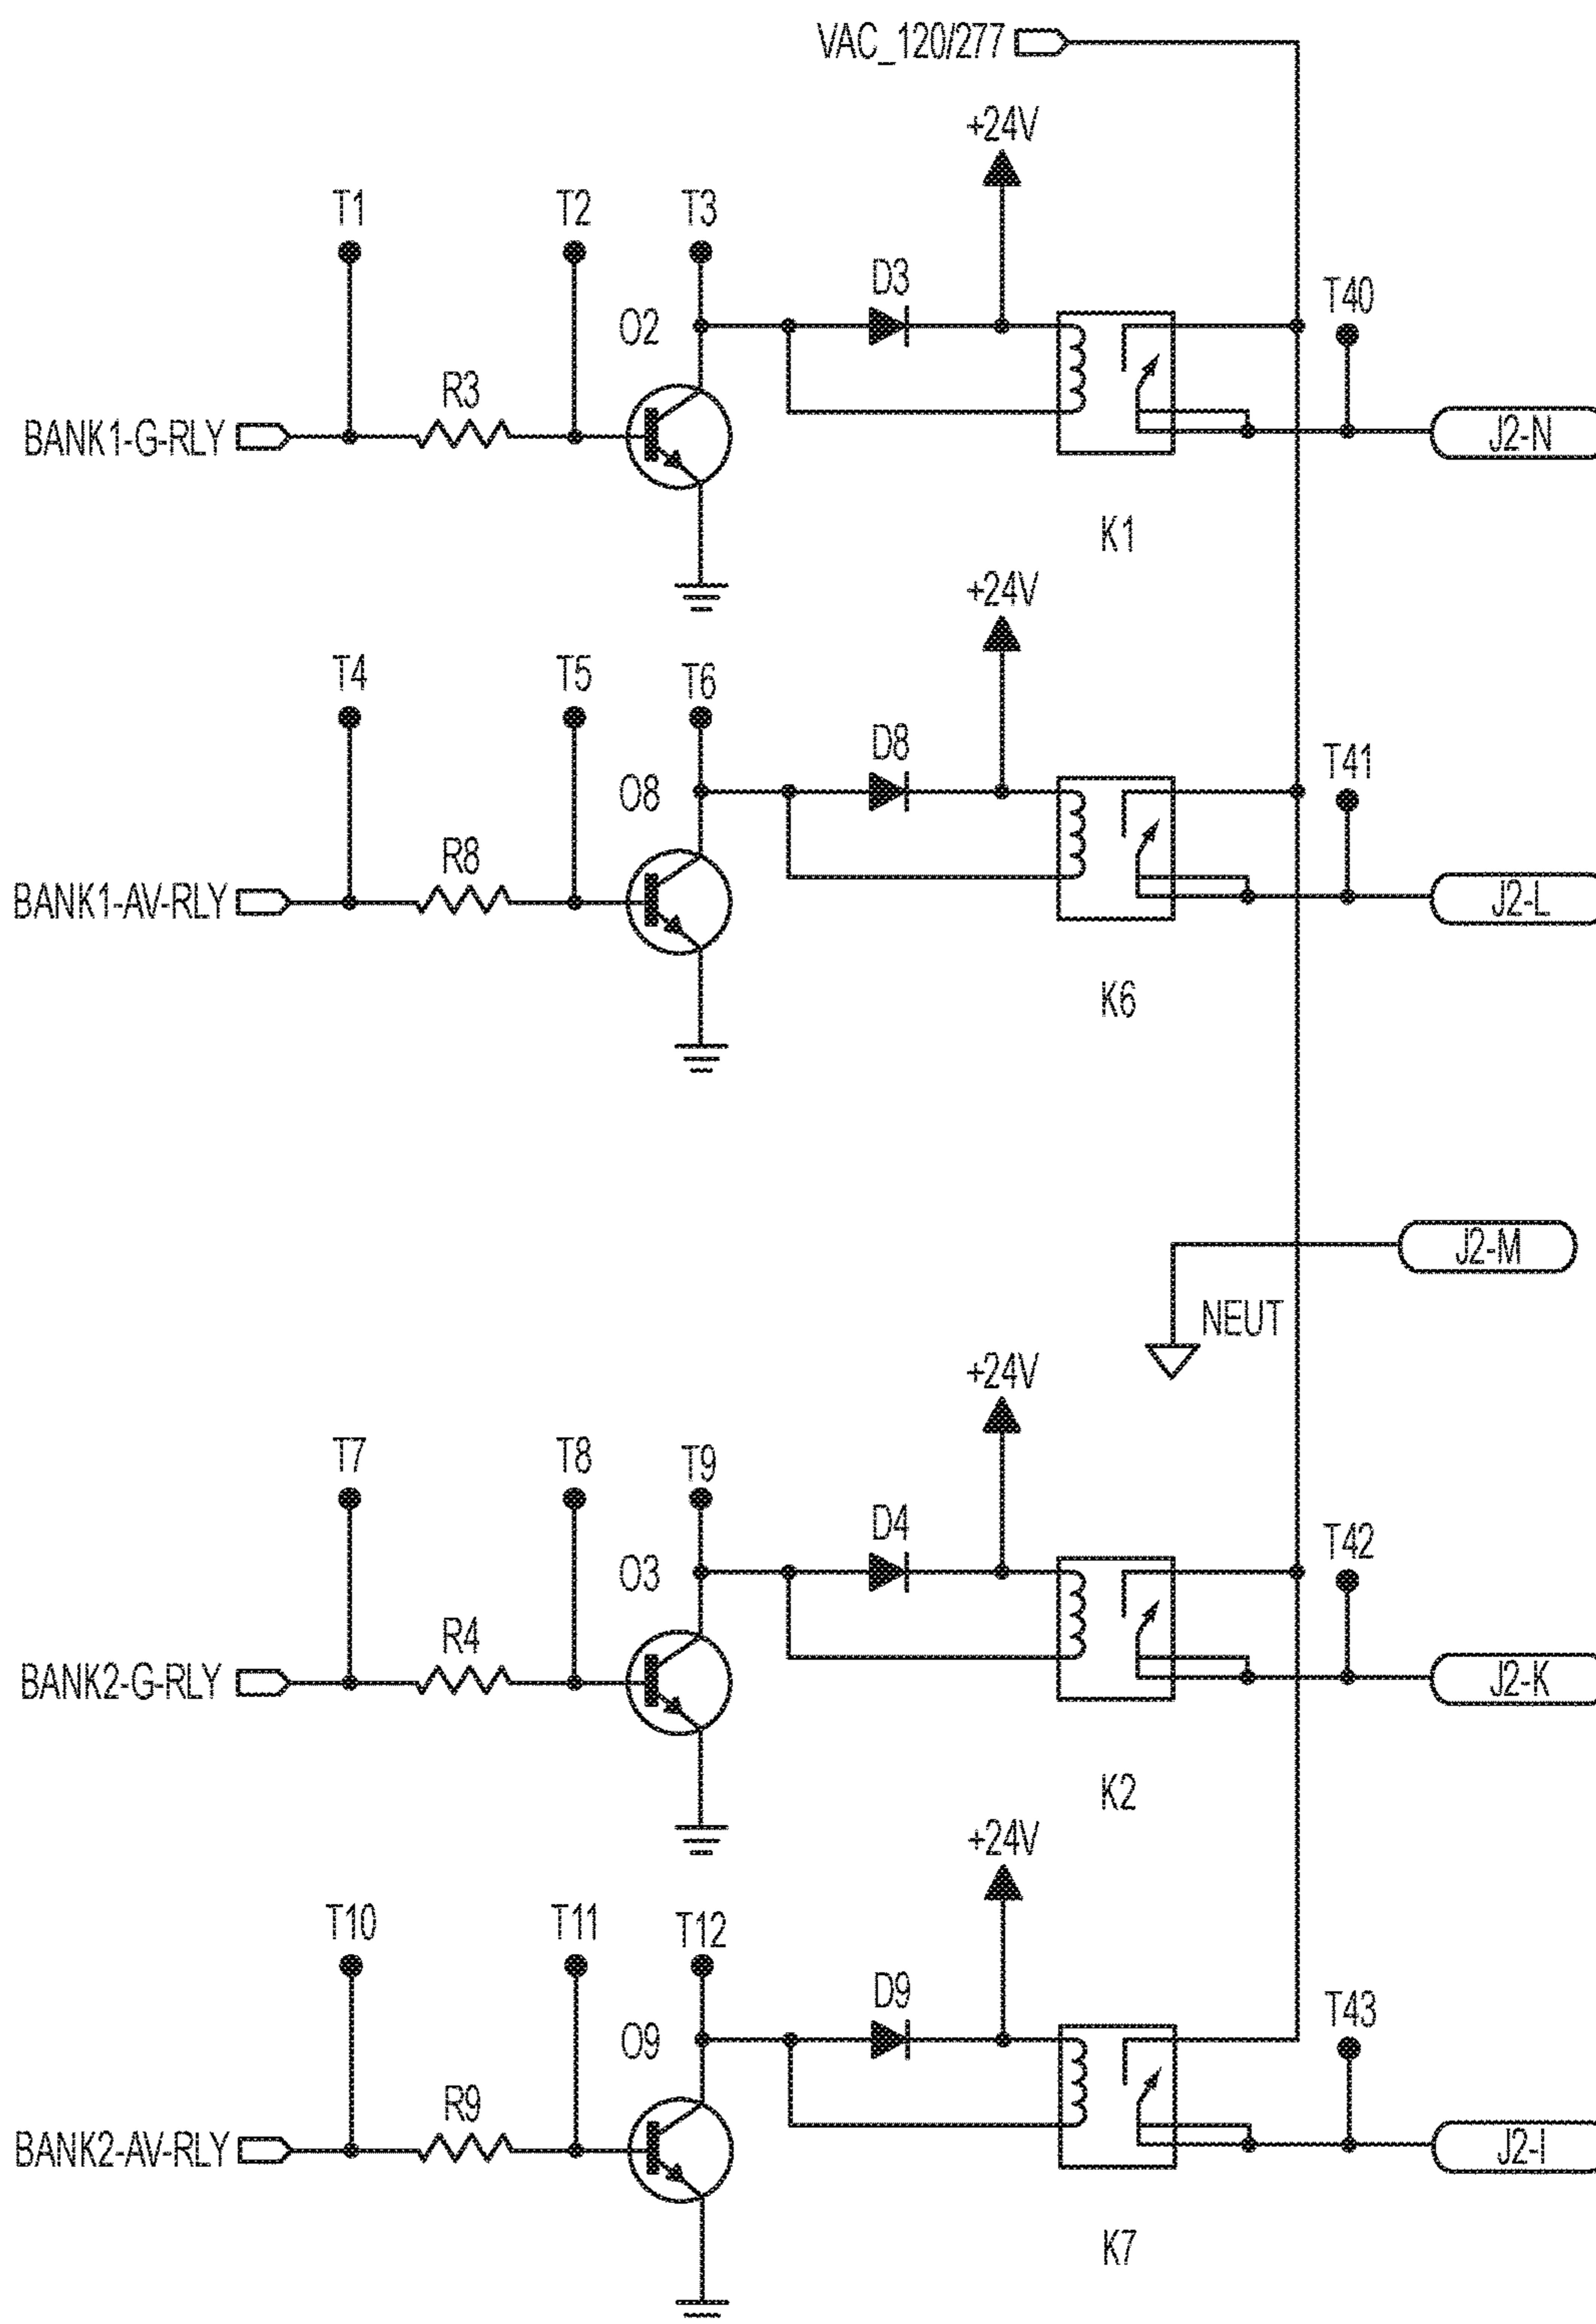 VAC_120/277
+24V
T1
T2
T3
D3
T40
O2
R3
BANK1-G-RLY
J2-N
K1
+24V
T4
T5
T6
D8
T41
O8
R8
BANK1-AV-RLY
J2-L
K6
J2-M
NEUT
+24V
T7
T8
T9
D4
T42
O3
R4
BANK2-G-RLY
J2-K
K2
+24V
T10
T11
T12
D9
T43
O9
R9
BANK2-AV-RLY
J2-I
K7